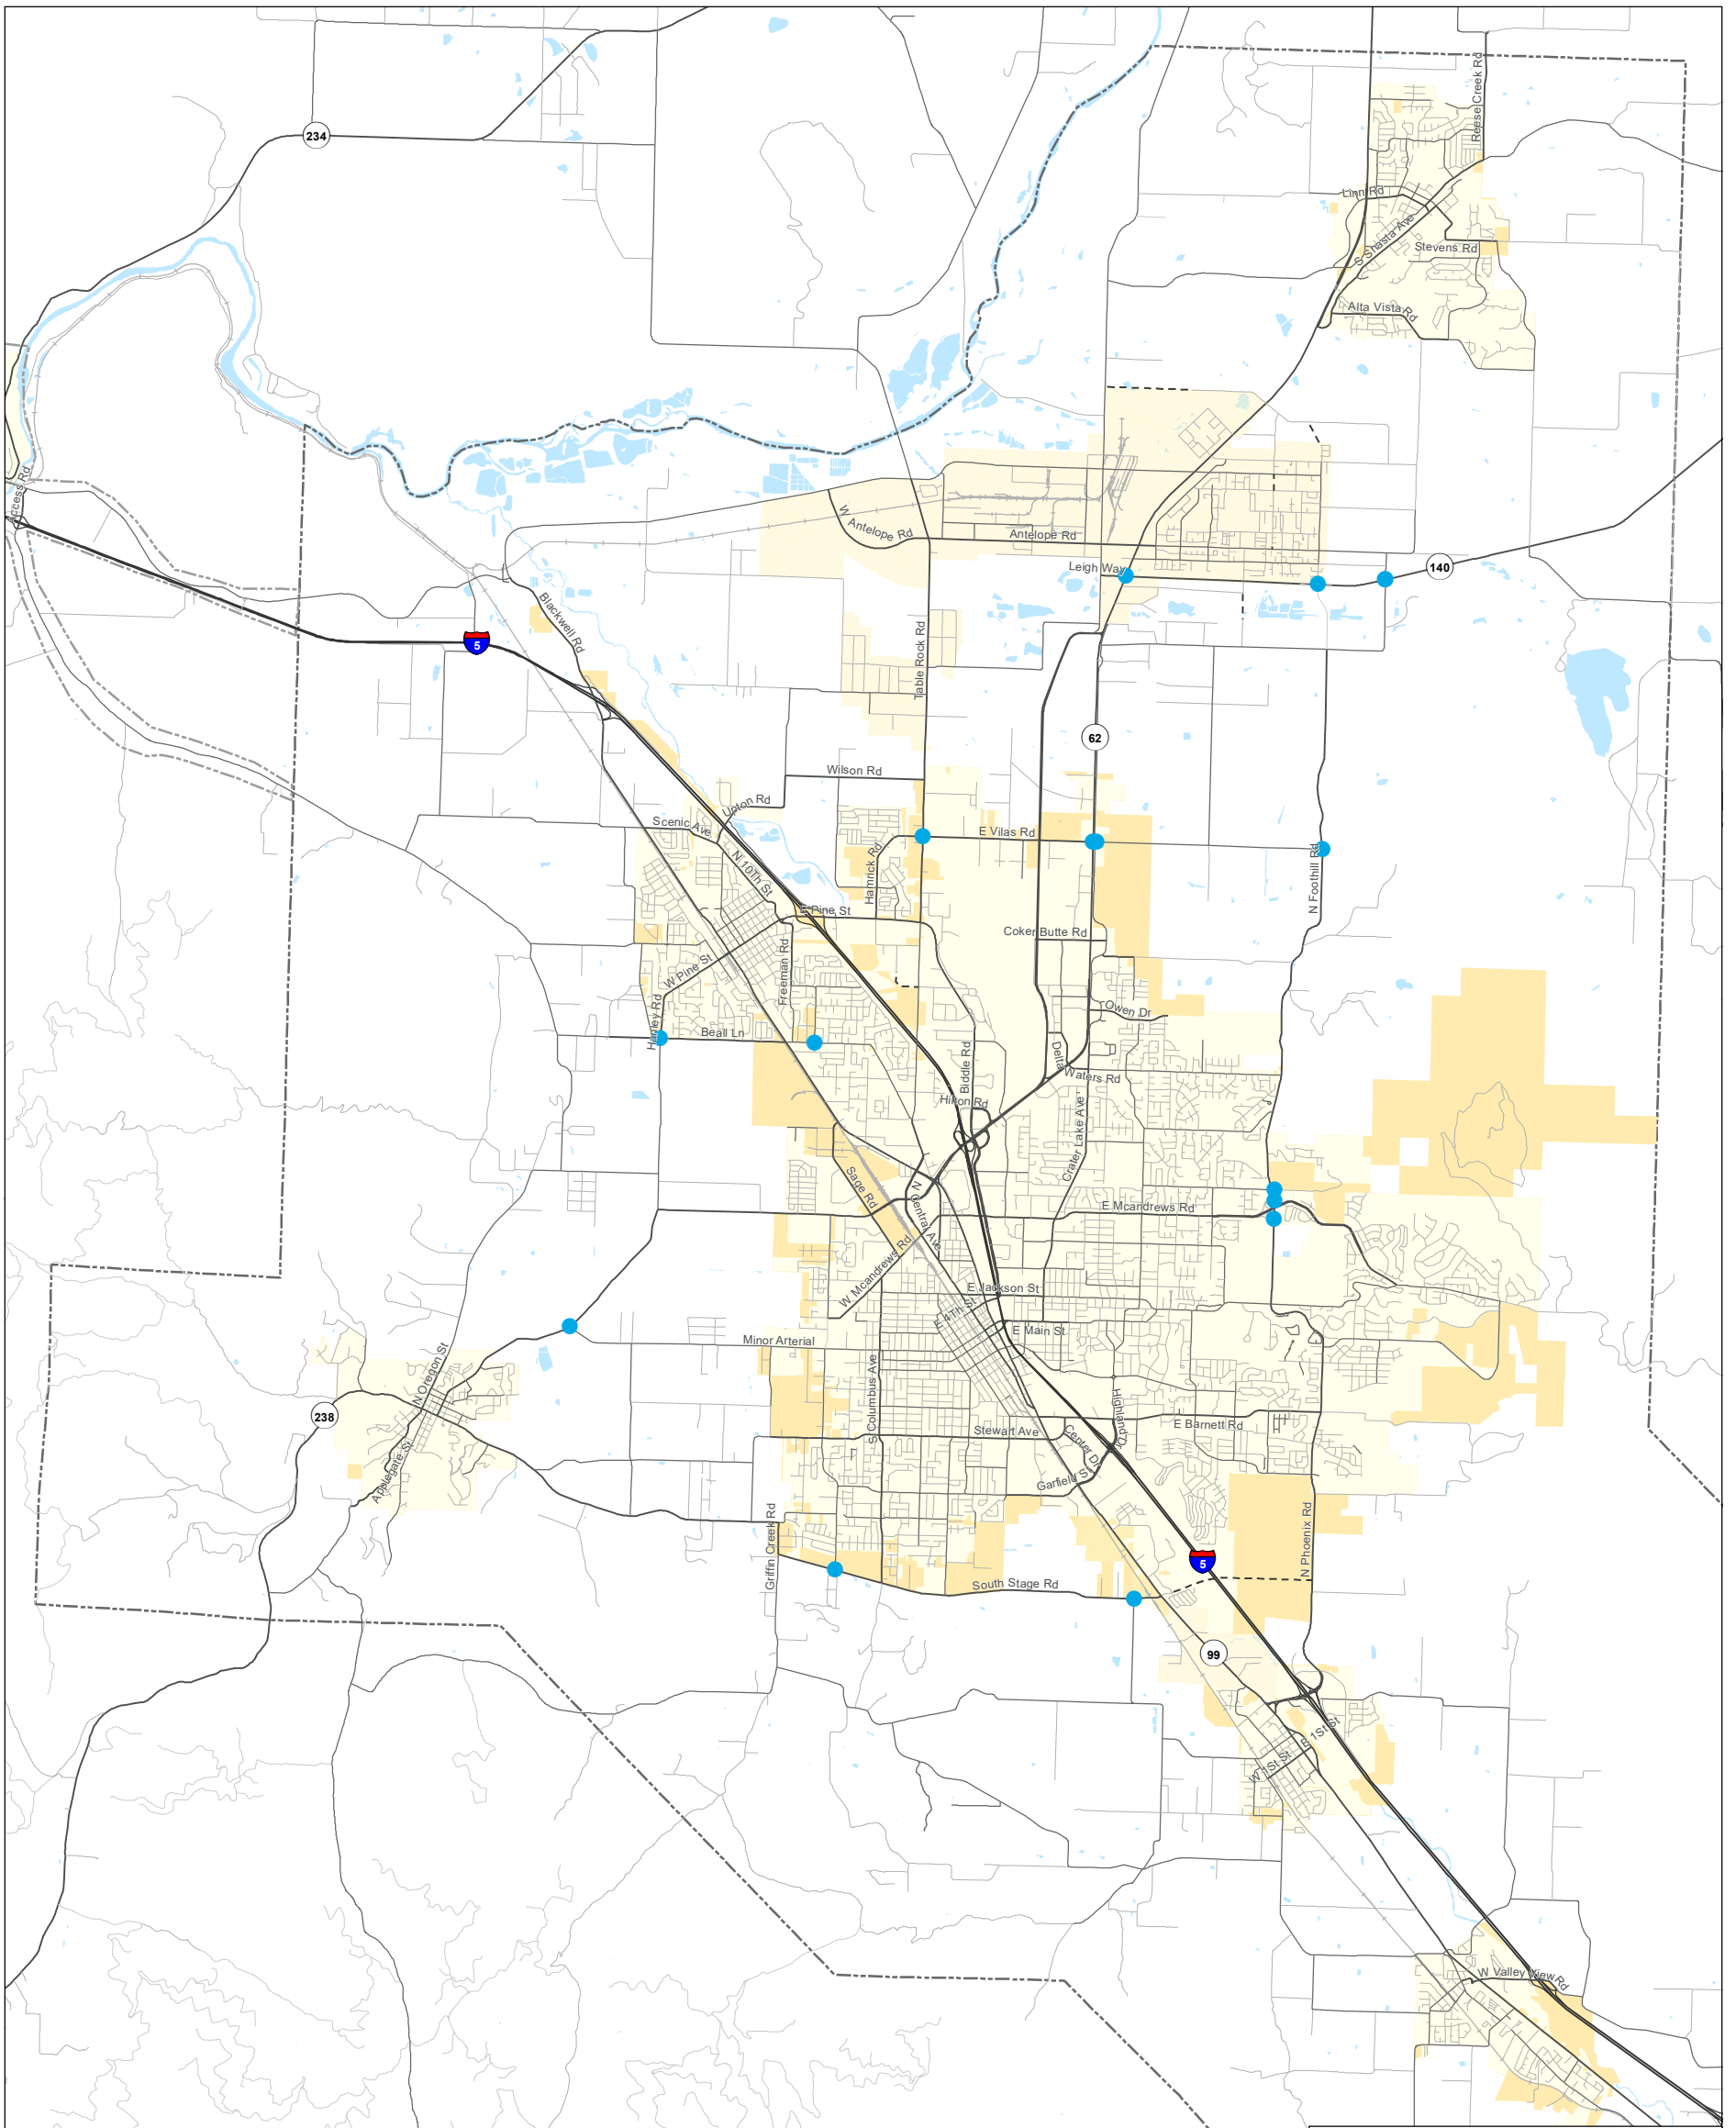 Reese Creek Rd
234
Linn Rd
S Shasta Ave
Stevens Rd
Alta Vista Rd
ccess Rd
W Antelope Rd
Antelope Rd
Leigh Way
140
Blackwell Rd
5
Table Rock Rd
62
Wilson Rd
Upton Rd
Scenic Ave
E Vilas Rd
N 10Th St
Hamrick Rd
N Foothill Rd
E Pine St
Coker Butte Rd
W Pine St
Freeman Rd
Owen Dr
Hanley Rd
Beall Ln
Biddle Rd
Delta
Waters Rd
Hilton Rd
Crater Lake Ave
Sage Rd
N Central Ave
E Mcandrews Rd
W Mcandrews Rd
E Jackson St
E 4Th St
E Main St
Minor Arterial
N Oregon St
S Columbus Ave
Highland Dr
238
E Barnett Rd
Stewart Ave
Center Dr
Applegate St
Garfield S
Griffin Creek Rd
N Phoenix Rd
5
South Stage Rd
99
E 1St St
W 1St St
W Valley View Rd